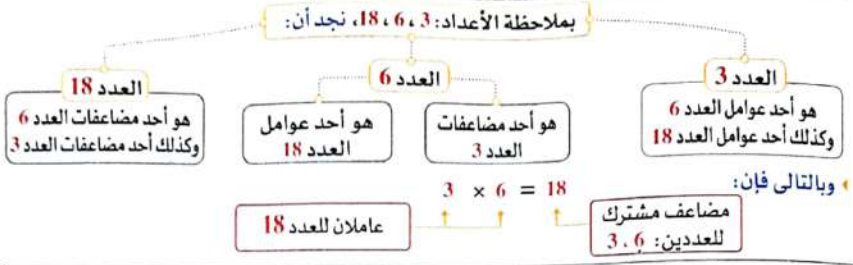 بملاحظة الأعداد: 3 ، 6 ، 18، نجد أن:
العدد 3
هو أحد عوامل العدد 6
وكذلك أحد عوامل العدد 18
العدد 6
هو أحد مضاعفات
العدد 3
هو أحد عوامل
العدد 18
العدد 18
هو أحد مضاعفات العدد 6
وكذلك أحد مضاعفات العدد 3
وبالتالى فإن:
3 × 6 = 18
مضاعف مشترك
للعددين: 6 ، 3
عاملان للعدد 18